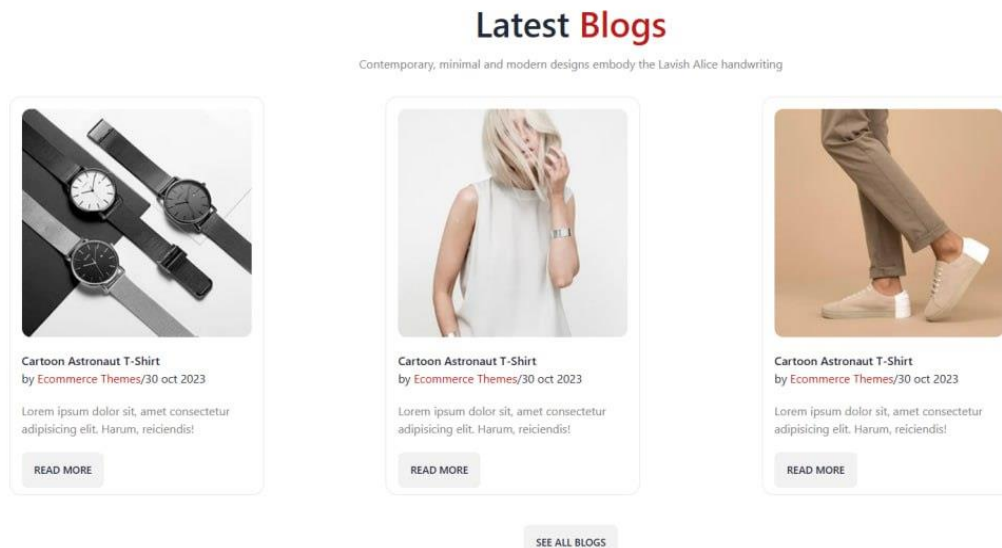 Latest Blogs
Contemporary, minimal and modern designs embody the Lavish Alice handwriting
Cartoon Astronaut T-Shirt
by Ecommerce Themes/30 oct 2023
Lorem ipsum dolor sit, amet consectetur
adipisicing elit. Harum, reiciendis!
READ MORE
Cartoon Astronaut T-Shirt
by Ecommerce Themes/30 oct 2023
Lorem ipsum dolor sit, amet consectetur
adipisicing elit. Harum, reiciendis!
READ MORE
Cartoon Astronaut T-Shirt
by Ecommerce Themes/30 oct 2023
Lorem ipsum dolor sit, amet consectetur
adipisicing elit. Harum, reiciendis!
READ MORE
SEE ALL BLOGS